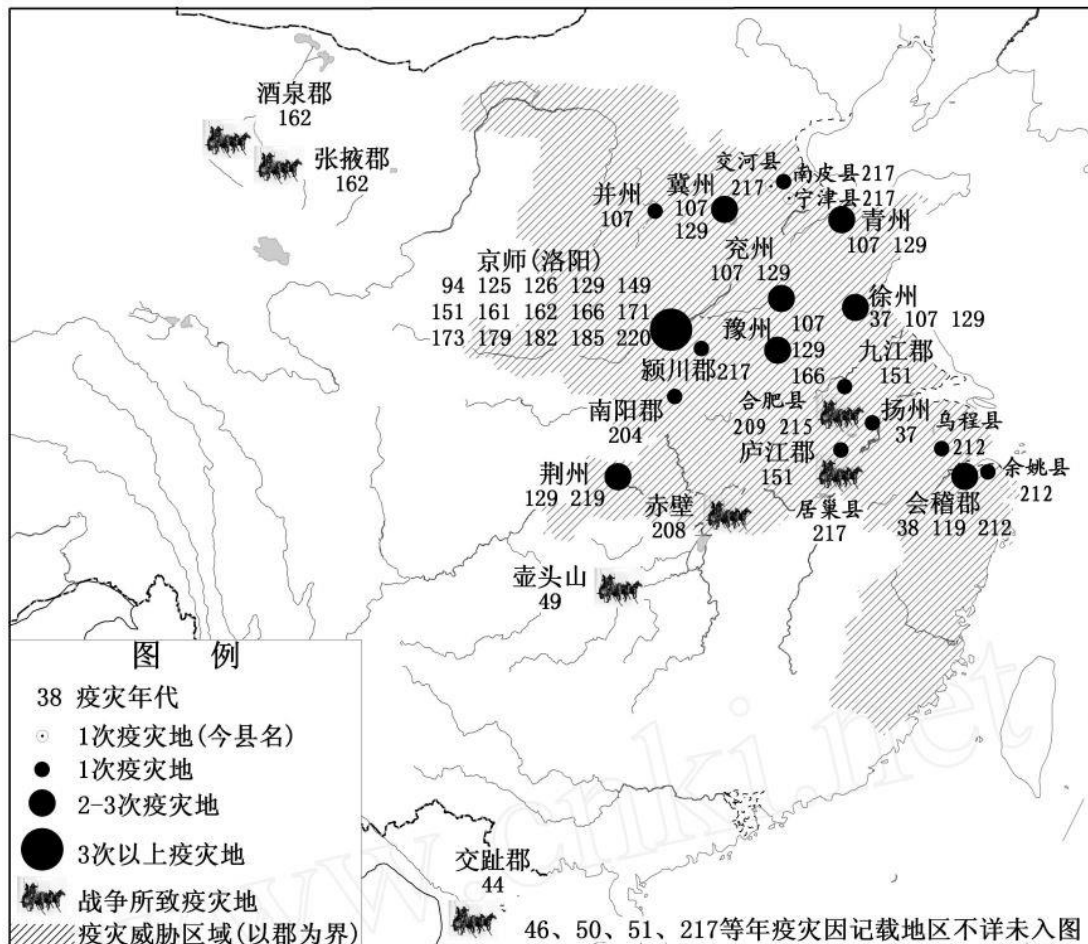 酒泉郡
162
张掖郡
162
交河县
217
南皮县217
宁津县217
并州
107
冀州
107
129
青州
107 129
兖州
107 129
京师(洛阳)
94 125 126 129 149
151 161 162 166 171
173 179 182 185 220
徐州
37 107 129
豫州
107
129
166
颍川郡217
九江郡
151
南阳郡
204
合肥县
209 215
扬州
37
乌程县
212
庐江郡
151
余姚县
212
荆州
129 219
赤壁
208
居巢县
217
会稽郡
38 119 212
壶头山
49
交趾郡
44
图 例
38 疫灾年代
1次疫灾地(今县名)
1次疫灾地
2-3次疫灾地
3次以上疫灾地
战争所致疫灾地
疫灾威胁区域(以郡为界)
46、50、51、217等年疫灾因记载地区不详未入图
www.cnki.net